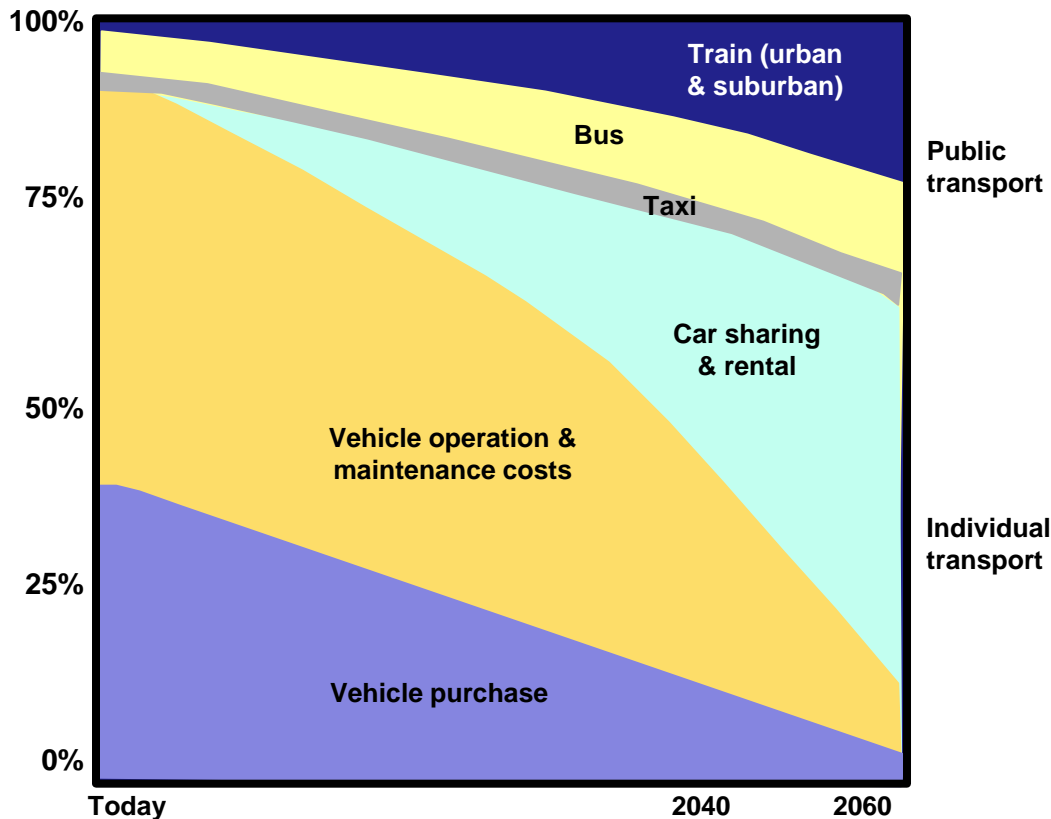 100%
Train (urban
& suburban)
Bus
Public
transport
75%
Taxi
Car sharing
& rental
50%
Vehicle operation &
maintenance costs
Individual
transport
25%
Vehicle purchase
0%
Today
2040
2060